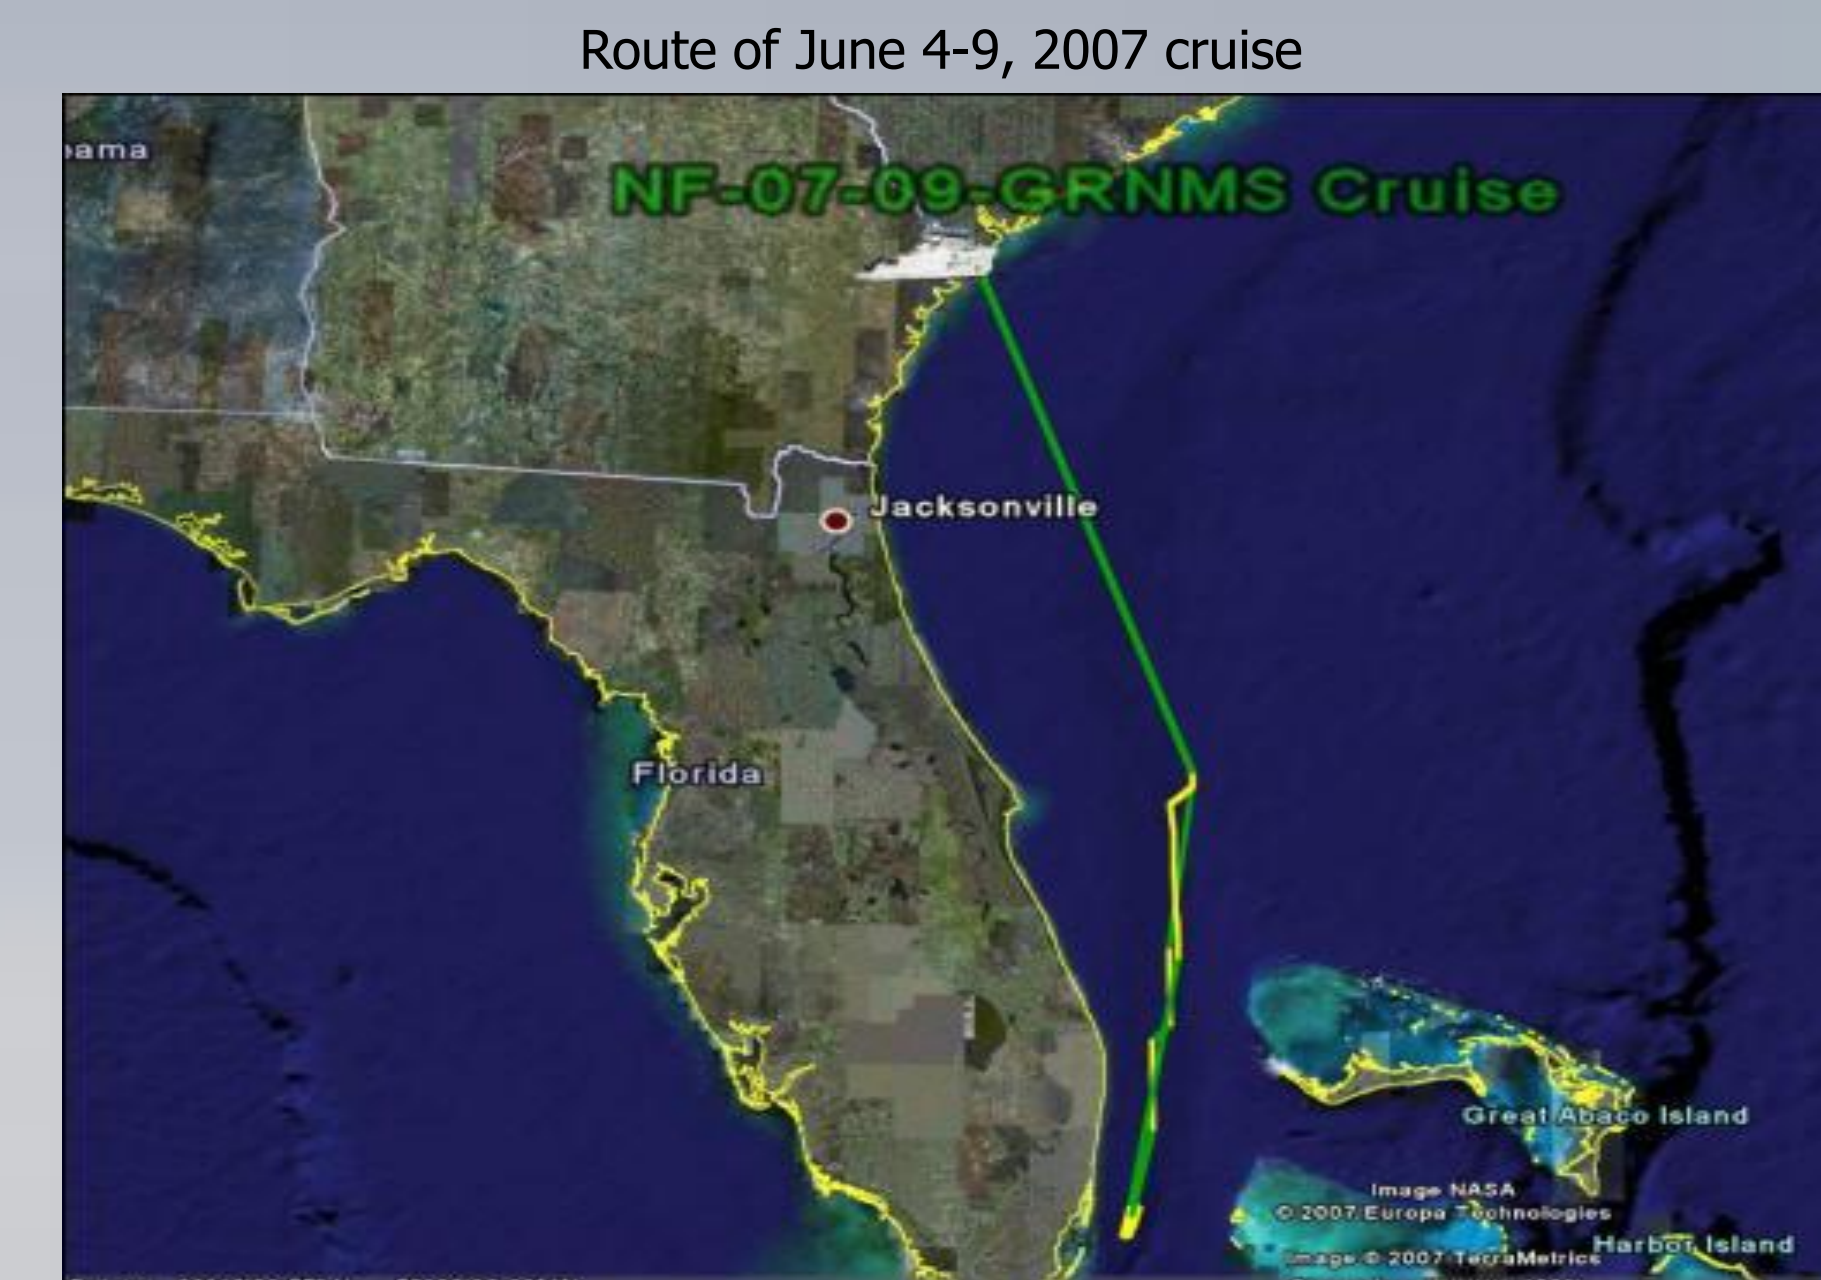 Route of June 4-9, 2007 cruise
bama
NF-07-09-GRNMS Cruise
Jacksonville
Florida
Great Abaco Island
Image NASA
© 2007 Europa Technologies
Harbor Island
Image © 2007 TerraMetrics